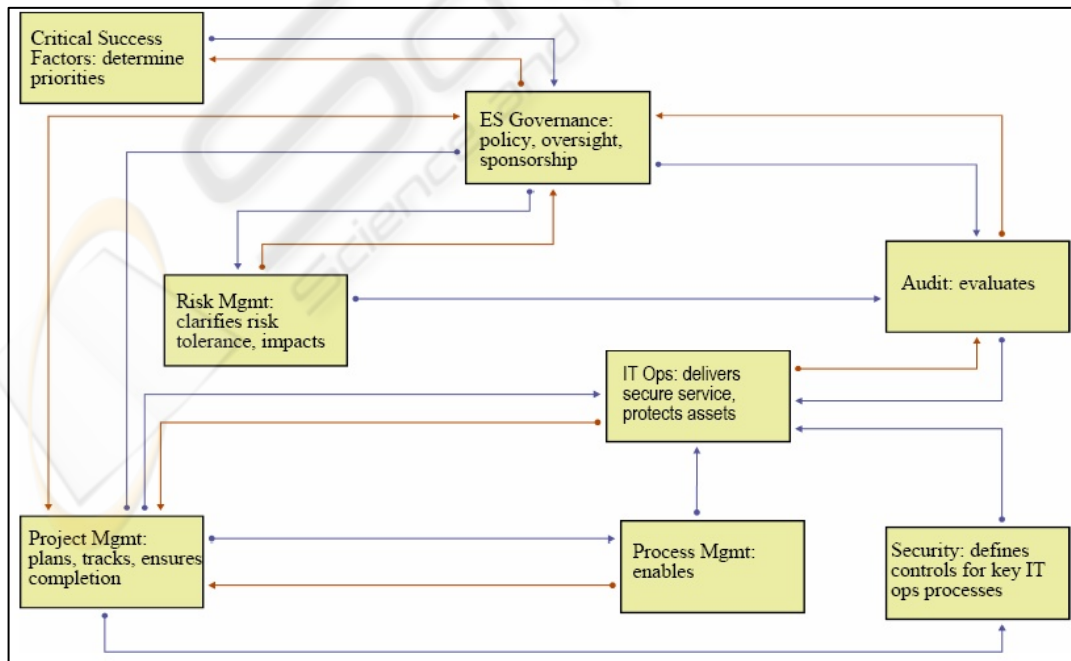 Critical Success
Factors: determine
priorities
ES Governance:
policy, oversight,
sponsorship
Risk Mgmt:
clarifies risk
tolerance, impacts
Audit: evaluates
IT Ops: delivers
secure service,
protects assets
Project Mgmt:
plans, tracks, ensures
completion
Process Mgmt:
enables
Security: defines
controls for key IT
ops processes
Science and